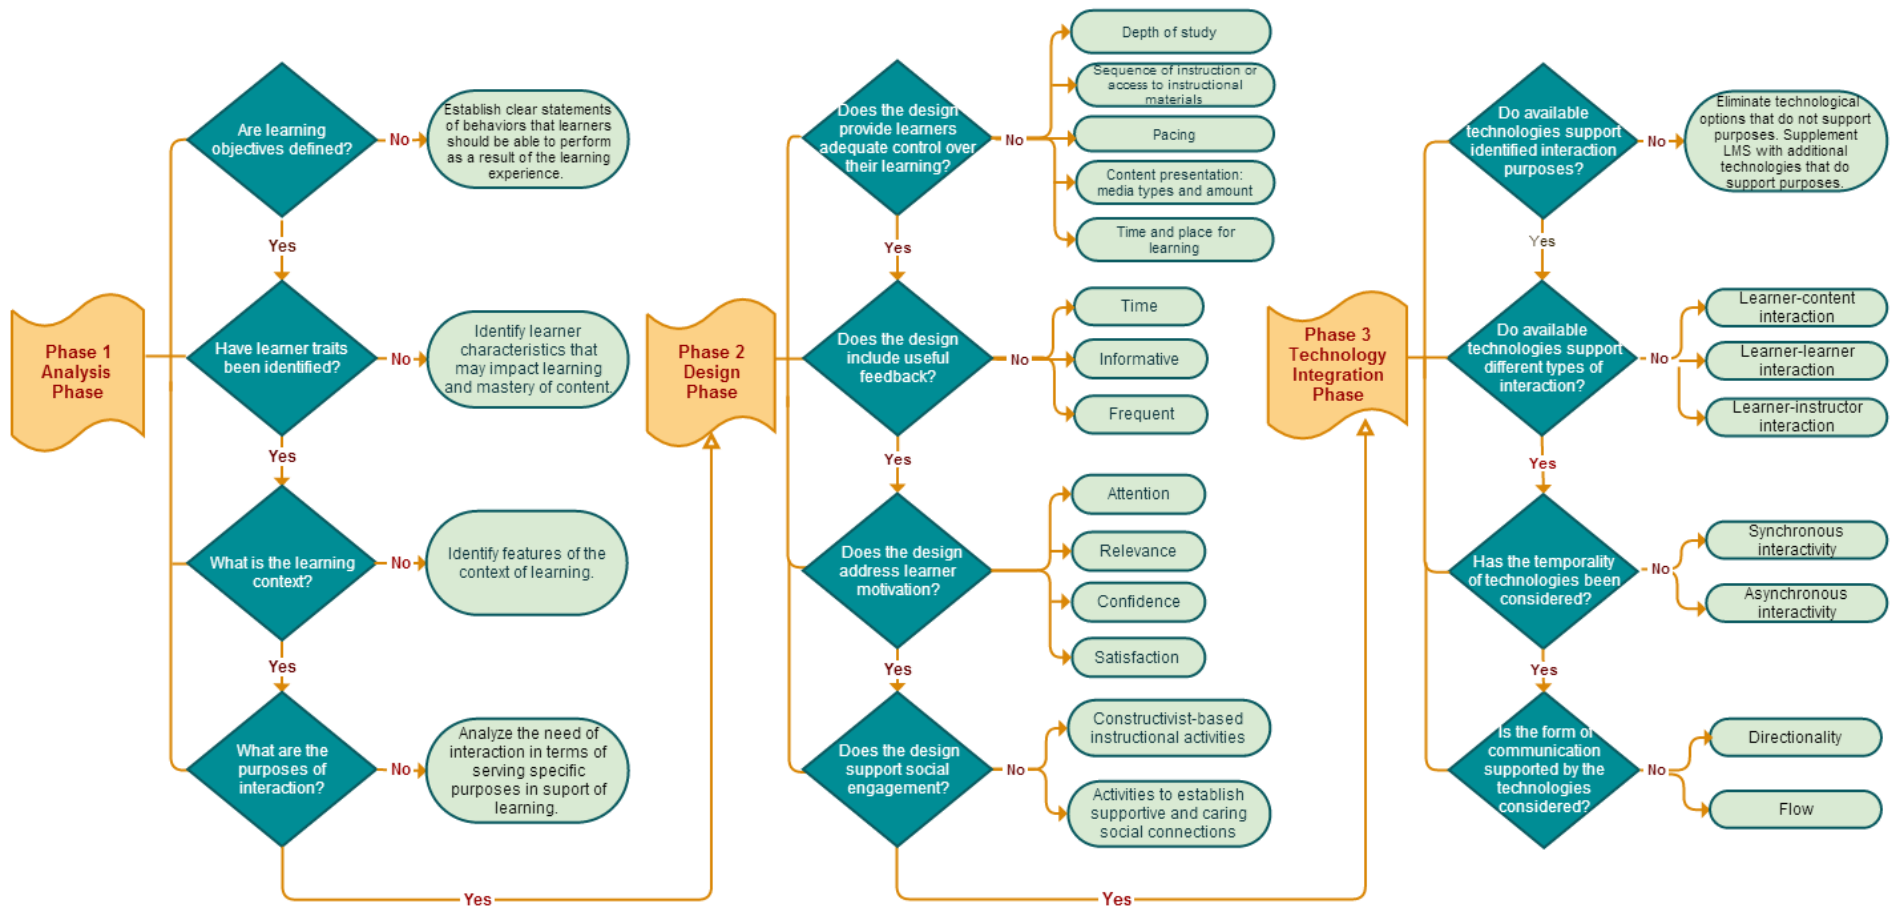 Phase 1
Analysis
Phase
Are learning
objectives defined?
No
Establish clear statements
of behaviors that learners
should be able to perform
as a result of the learning
experience.
Yes
Have learner traits
been identified?
No
Identify learner
characteristics that
may impact learning
and mastery of content.
Yes
What is the learning
context?
No
Identify features of the
context of learning.
Yes
What are the
purposes of
interaction?
No
Analyze the need of
interaction in terms of
serving specific
purposes in suport of
learning.
Yes
Phase 2
Design
Phase
Does the design
provide learners
adequate control over
their learning?
No
Depth of study
Sequence of instruction or
access to instructional
materials
Pacing
Content presentation:
media types and amount
Time and place for
learning
Yes
Does the design
include useful
feedback?
No
Time
Informative
Frequent
Yes
Does the design
address learner
motivation?
Attention
Relevance
Confidence
Satisfaction
Yes
Does the design
support social
engagement?
No
Constructivist-based
instructional activities
Activities to establish
supportive and caring
social connections
Yes
Phase 3
Technology
Integration
Phase
Do available
technologies support
identified interaction
purposes?
No
Eliminate technological
options that do not support
purposes. Supplement
LMS with additional
technologies that do
support purposes.
Yes
Do available
technologies support
different types of
interaction?
No
Learner-content
interaction
Learner-learner
interaction
Learner-instructor
interaction
Yes
Has the temporality
of technologies been
considered?
No
Synchronous
interactivity
Asynchronous
interactivity
Yes
Is the form of
communication
supported by the
technologies
considered?
No
Directionality
Flow